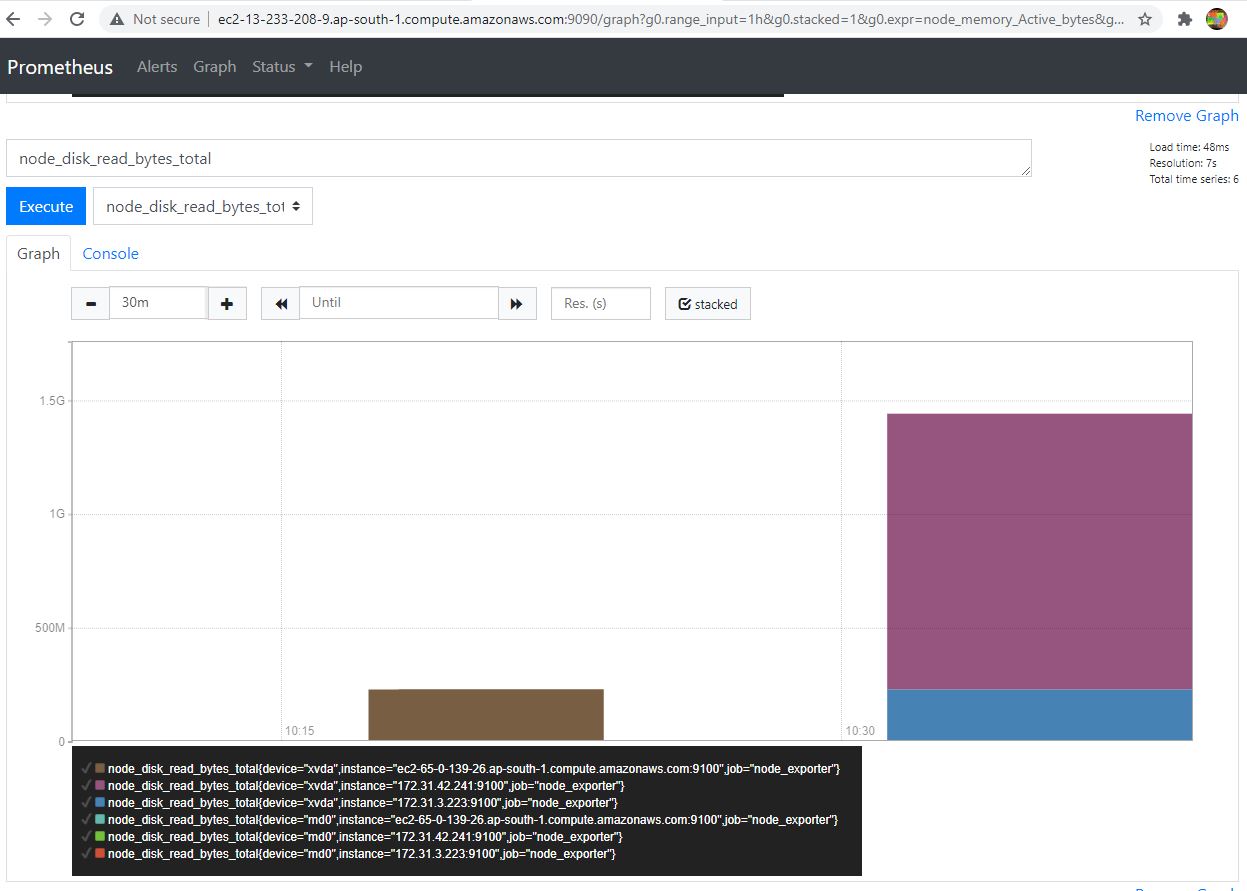 Not secure ec2-13-233-208-9.ap-south-1.compute.amazonaws.com:9090/graph?g0.range_input=1h&g0.stacked=1&g0.expr=node_memory_Active_bytes&g...
Prometheus Alerts Graph Status Help
Remove Graph
node_disk_read_bytes_total
Load time: 48ms
Resolution: 7s
Total time series: 6
Execute node_disk_read_bytes_tot
Graph Console
30m Until Res. (s) stacked
1.5G
1G
500M
0
10:15 10:30
node_disk_read_bytes_total{device="xvda",instance="ec2-65-0-139-26.ap-south-1.compute.amazonaws.com:9100",job="node_exporter"}
node_disk_read_bytes_total{device="xvda",instance="172.31.42.241:9100",job="node_exporter"}
node_disk_read_bytes_total{device="xvda",instance="172.31.3.223:9100",job="node_exporter"}
node_disk_read_bytes_total{device="md0",instance="ec2-65-0-139-26.ap-south-1.compute.amazonaws.com:9100",job="node_exporter"}
node_disk_read_bytes_total{device="md0",instance="172.31.42.241:9100",job="node_exporter"}
node_disk_read_bytes_total{device="md0",instance="172.31.3.223:9100",job="node_exporter"}